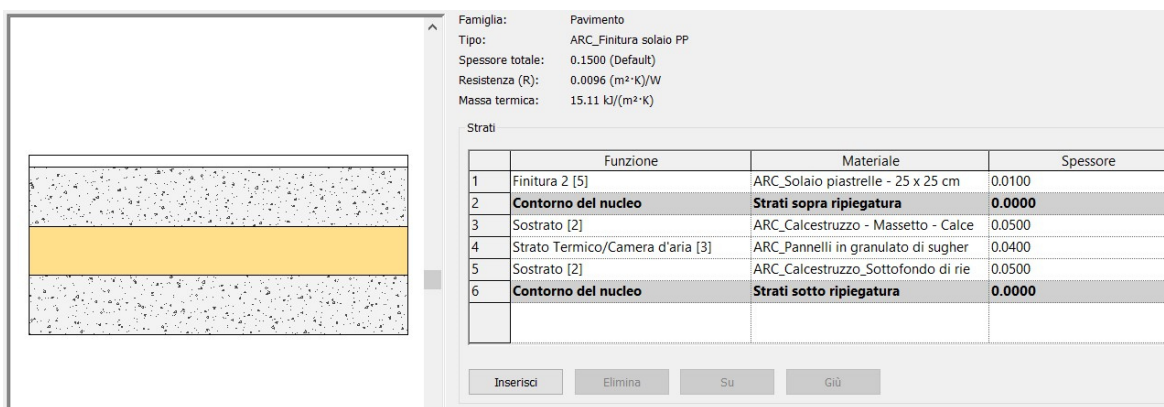 Famiglia: Pavimento
Tipo: ARC_Finitura solaio PP
Spessore totale: 0.1500 (Default)
Resistenza (R): 0.0096 (m²·K)/W
Massa termica: 15.11 kJ/(m²·K)
Strati
Funzione Materiale Spessore
1 Finitura 2 [5] ARC_Solaio piastrelle - 25 x 25 cm 0.0100
2 Contorno del nucleo Strati sopra ripiegatura 0.0000
3 Sostrato [2] ARC_Calcestruzzo - Massetto - Calce 0.0500
4 Strato Termico/Camera d'aria [3] ARC_Pannelli in granulato di sugher 0.0400
5 Sostrato [2] ARC_Calcestruzzo_Sottofondo di rie 0.0500
6 Contorno del nucleo Strati sotto ripiegatura 0.0000
Inserisci Elimina Su Giù